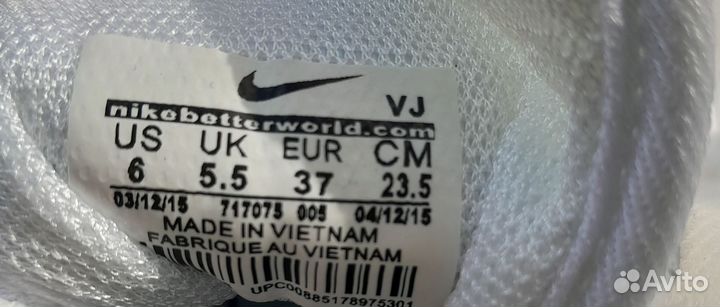 VJ
nikebetterworld.com
US UK EUR CM
6 5.5 37 23.5
03/12/15 717075 005 04/12/15
MADE IN VIETNAM
FABRIQUE AU VIETNAM
UPC00885178975301
Avito